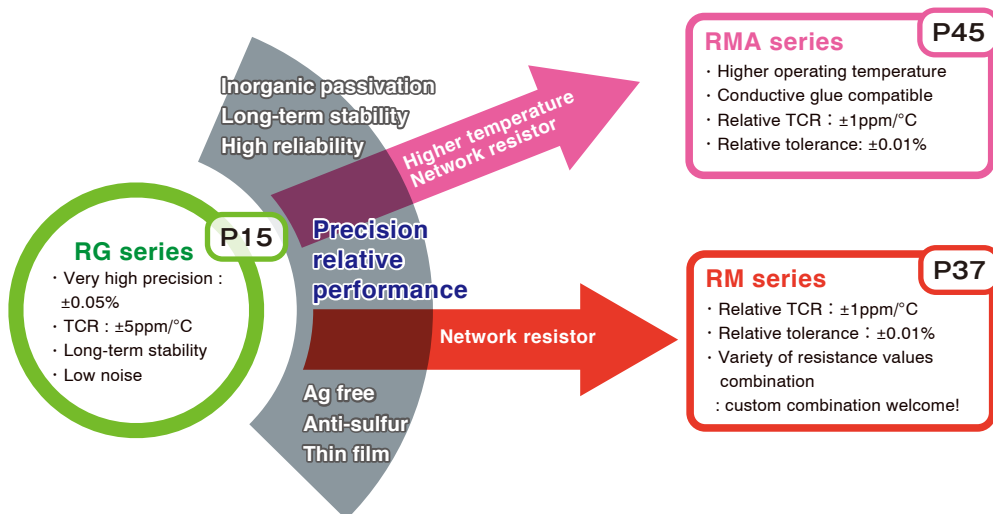 RMA series
P45
· Higher operating temperature
· Conductive glue compatible
· Relative TCR : ±1ppm/°C
· Relative tolerance: ±0.01%
Inorganic passivation
Long-term stability
High reliability
Higher temperature
Network resistor
RG series
P15
· Very high precision :
±0.05%
· TCR : ±5ppm/°C
· Long-term stability
· Low noise
Precision
relative
performance
Network resistor
Ag free
Anti-sulfur
Thin film
RM series
P37
· Relative TCR : ±1ppm/°C
· Relative tolerance : ±0.01%
· Variety of resistance values
combination
: custom combination welcome!